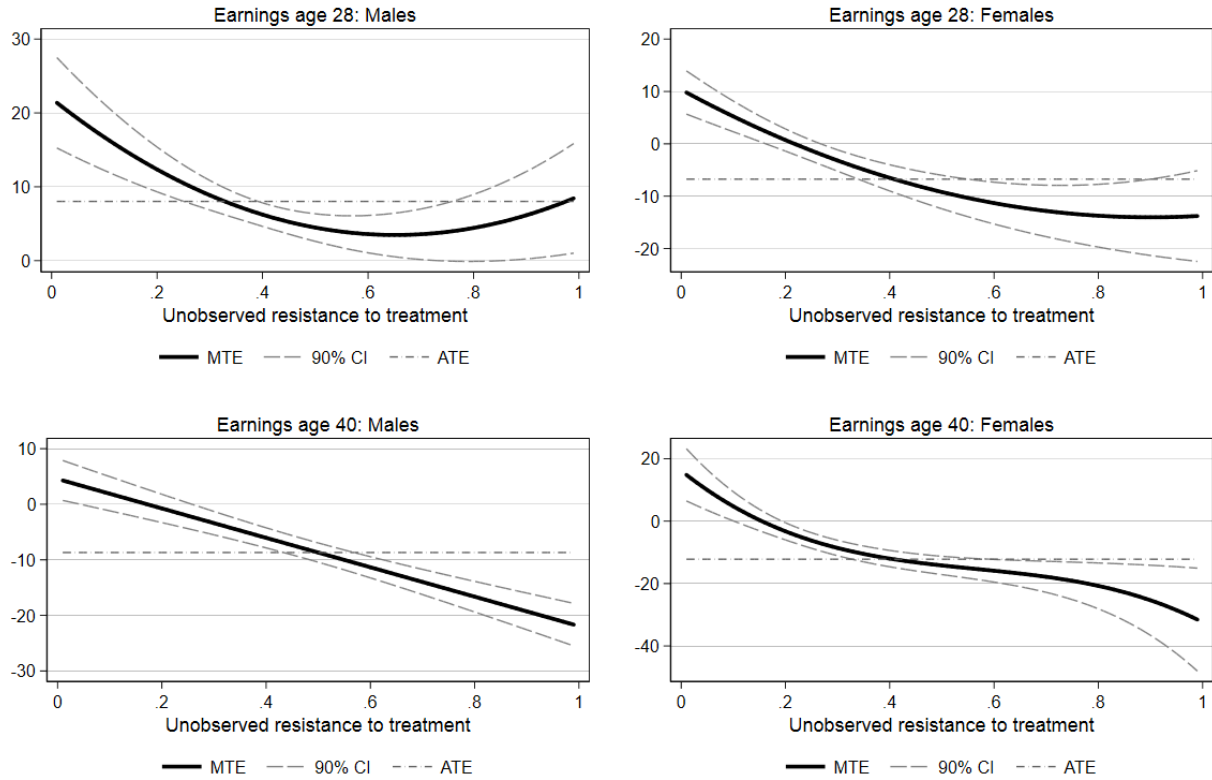 Earnings age 28: Males
30
20
10
0
0 .2 .4 .6 .8 1
Unobserved resistance to treatment
MTE 90% CI ATE
Earnings age 28: Females
20
10
0
-10
-20
0 .2 .4 .6 .8 1
Unobserved resistance to treatment
MTE 90% CI ATE
Earnings age 40: Males
10
0
-10
-20
-30
0 .2 .4 .6 .8 1
Unobserved resistance to treatment
MTE 90% CI ATE
Earnings age 40: Females
20
0
-20
-40
0 .2 .4 .6 .8 1
Unobserved resistance to treatment
MTE 90% CI ATE